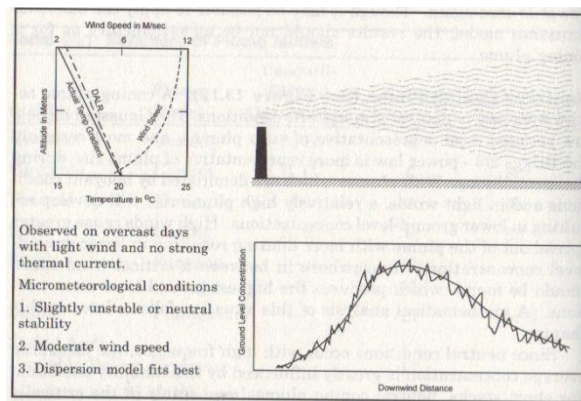 Wind Speed in M/sec
2 6 12
Altitude in Meters
DALR
Actual Temp Gradient
Wind Speed
15 20 25
Temperature in ºC
Observed on overcast days
with light wind and no strong
thermal current.
Micrometeorological conditions
1. Slightly unstable or neutral
stability
2. Moderate wind speed
3. Dispersion model fits best
Ground Level Concentration
Downwind Distance